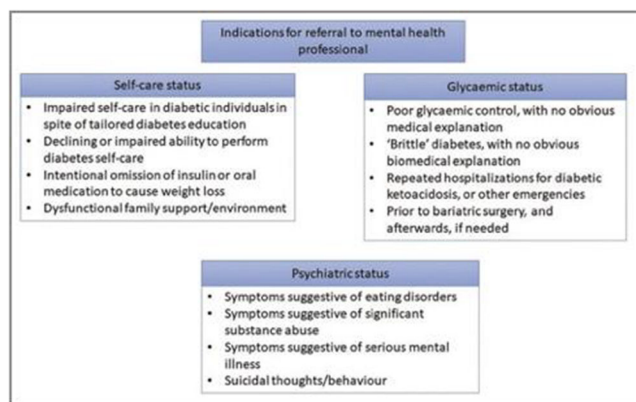 Indications for referral to mental health
professional
Self-care status
• Impaired self-care in diabetic individuals in
spite of tailored diabetes education
• Declining or impaired ability to perform
diabetes self-care
• Intentional omission of insulin or oral
medication to cause weight loss
• Dysfunctional family support/environment
Glycaemic status
• Poor glycaemic control, with no obvious
medical explanation
• ‘Brittle’ diabetes, with no obvious
biomedical explanation
• Repeated hospitalizations for diabetic
ketoacidosis, or other emergencies
• Prior to bariatric surgery, and
afterwards, if needed
Psychiatric status
• Symptoms suggestive of eating disorders
• Symptoms suggestive of significant
substance abuse
• Symptoms suggestive of serious mental
illness
• Suicidal thoughts/behaviour